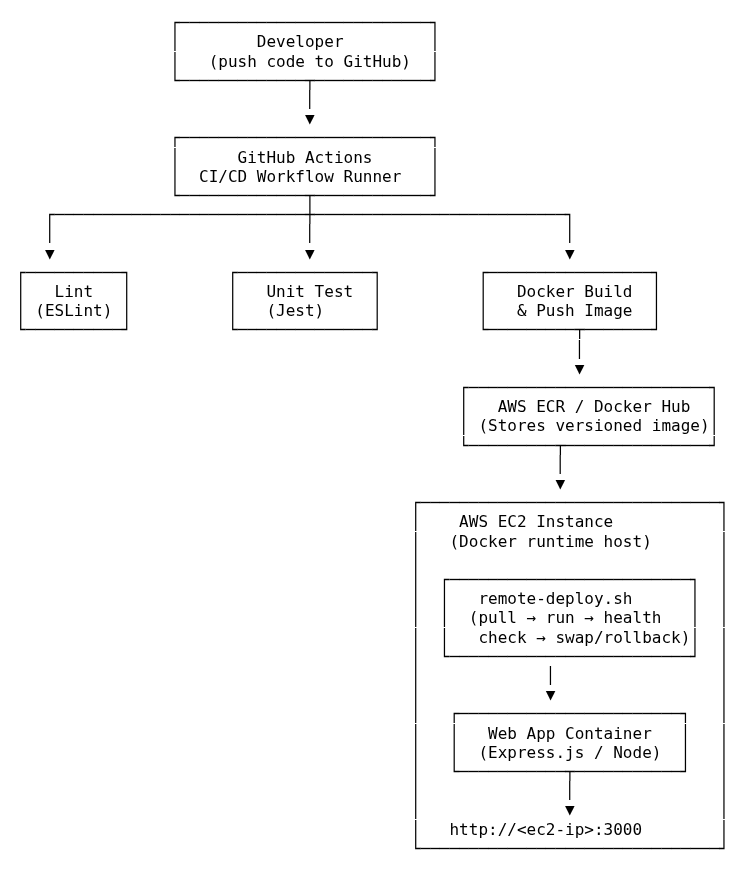 Developer
(push code to GitHub)
GitHub Actions
CI/CD Workflow Runner
Lint
(ESLint)
Unit Test
(Jest)
Docker Build
& Push Image
AWS ECR / Docker Hub
(Stores versioned image)
AWS EC2 Instance
(Docker runtime host)
remote-deploy.sh
(pull → run → health
check → swap/rollback)
Web App Container
(Express.js / Node)
http://<ec2-ip>:3000